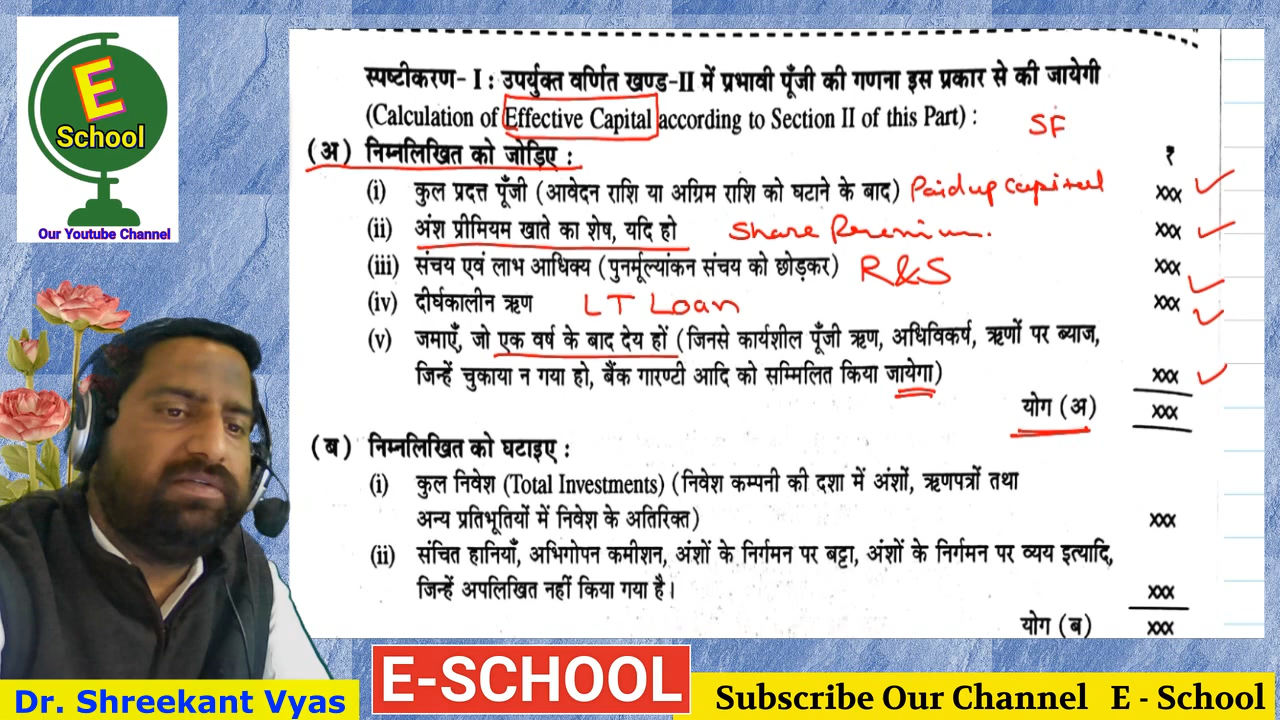 E
School
Our Youtube Channel
स्पष्टीकरण- I : उपर्युक्त वर्णित खण्ड-II में प्रभावी पूँजी की गणना इस प्रकार से की जायेगी
(Calculation of Effective Capital according to Section II of this Part) :
SF
(अ) निम्नलिखित को जोड़िए :
₹
(i) कुल प्रदत्त पूँजी (आवेदन राशि या अग्रिम राशि को घटाने के बाद) Paid up Capital xxx
(ii) अंश प्रीमियम खाते का शेष, यदि हो Share Premium. xxx
(iii) संचय एवं लाभ आधिक्य (पुनर्मूल्यांकन संचय को छोड़कर) R&S xxx
(iv) दीर्घकालीन ऋण LT Loan xxx
(v) जमाएँ, जो एक वर्ष के बाद देय हों (जिनसे कार्यशील पूँजी ऋण, अधिविकर्ष, ऋणों पर ब्याज,
जिन्हें चुकाया न गया हो, बैंक गारण्टी आदि को सम्मिलित किया जायेगा) xxx
योग (अ) xxx
(ब) निम्नलिखित को घटाइए :
(i) कुल निवेश (Total Investments) (निवेश कम्पनी की दशा में अंशों, ऋणपत्रों तथा
अन्य प्रतिभूतियों में निवेश के अतिरिक्त) xxx
(ii) संचित हानियाँ, अभिगोपन कमीशन, अंशों के निर्गमन पर बट्टा, अंशों के निर्गमन पर व्यय इत्यादि,
जिन्हें अपलिखित नहीं किया गया है। xxx
योग (ब) xxx
E-SCHOOL
Dr. Shreekant Vyas
Subscribe Our Channel E - School